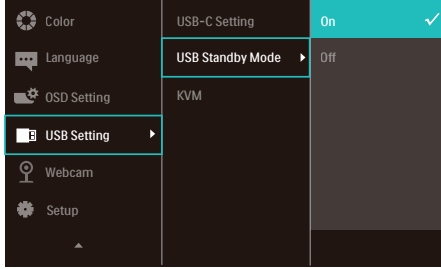 Color
Language
OSD Setting
USB Setting
Webcam
Setup
USB-C Setting
USB Standby Mode
KVM
On
Off